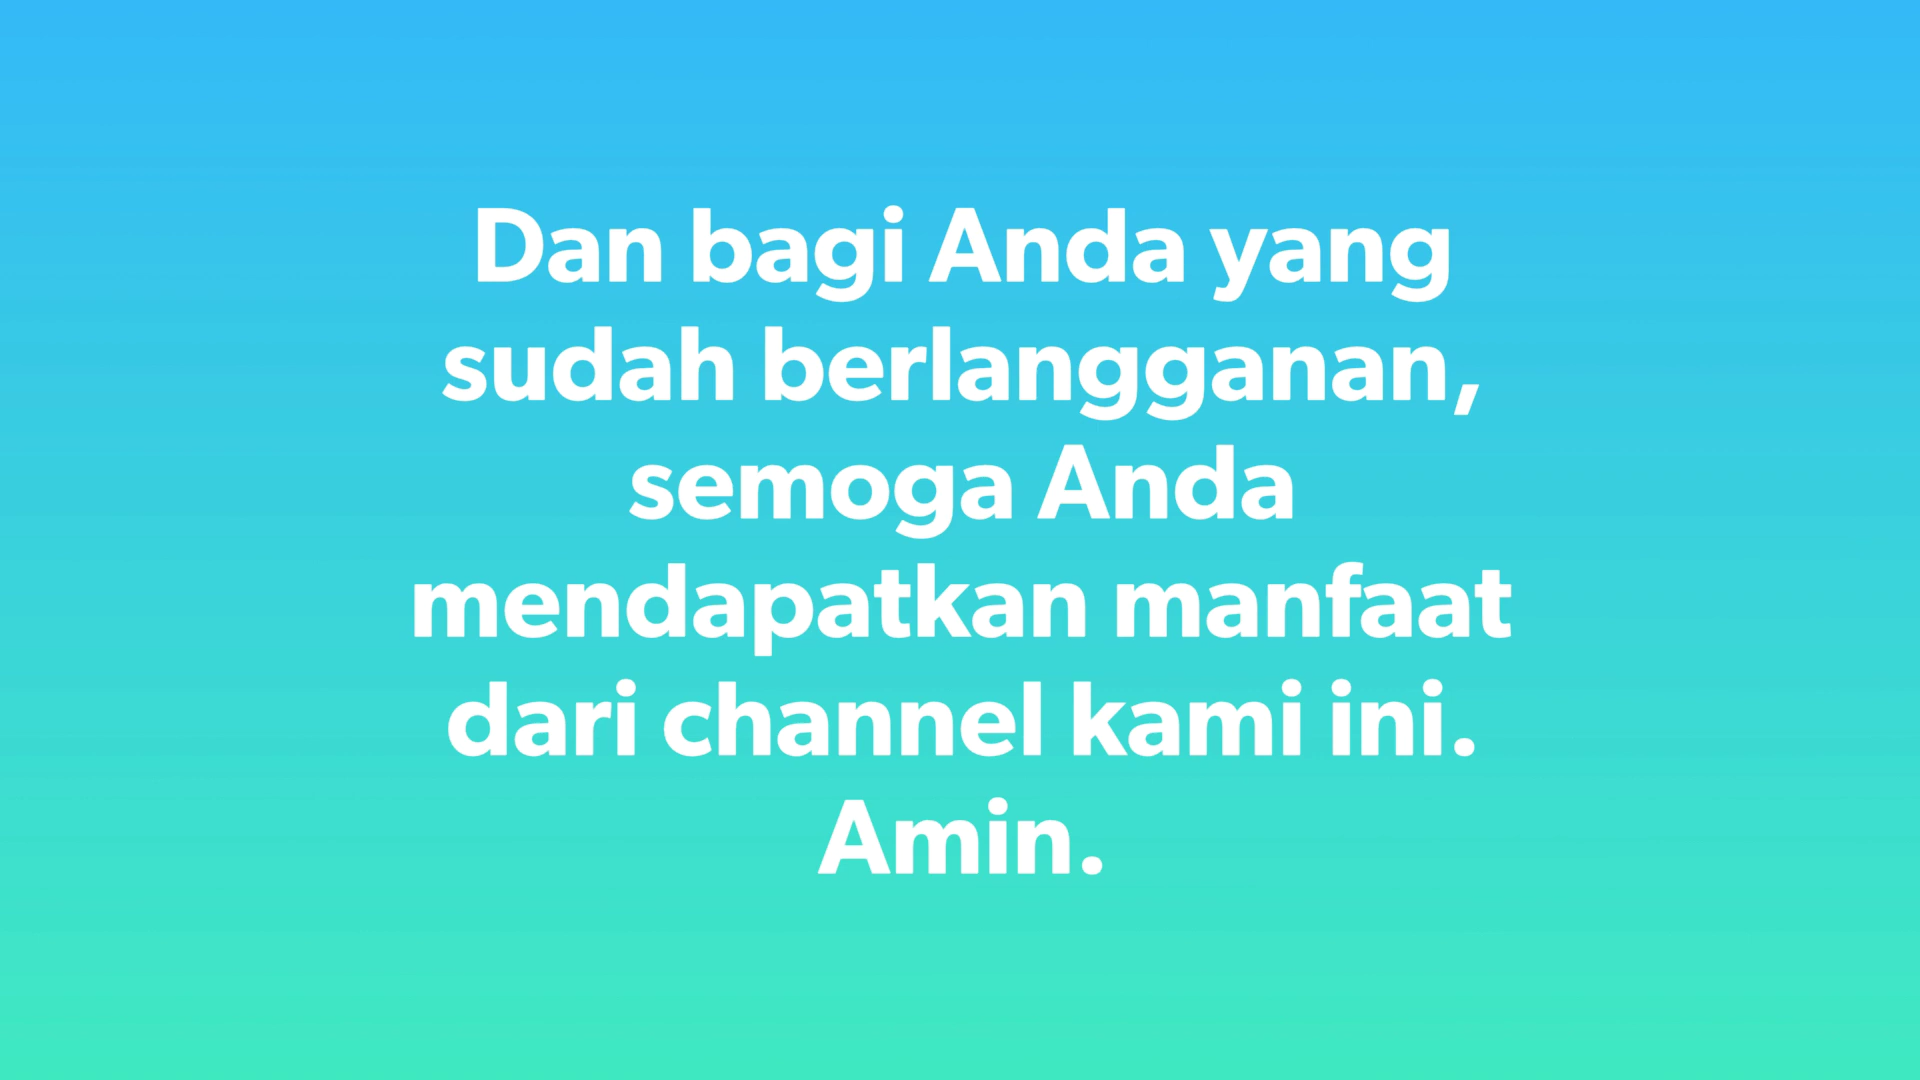 Dan bagi Anda yang
sudah berlangganan,
semoga Anda
mendapatkan manfaat
dari channel kami ini.
Amin.